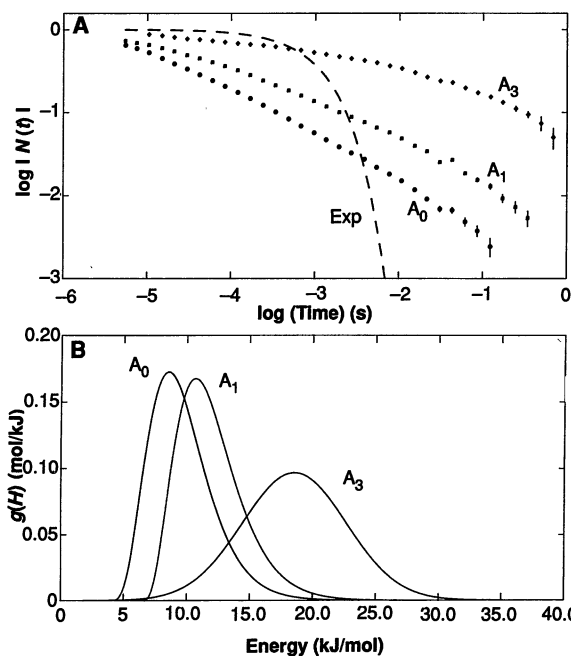 A
0
−1
−2
−3
log | N(t) |
A3
A1
A0
Exp
−6
−5
−4
−3
−2
−1
0
log (Time) (s)
B
0.20
0.15
0.10
0.05
0
g(H) (mol/kJ)
A0
A1
A3
0
5
10.0
15.0
20.0
25.0
30.0
35.0
40.0
Energy (kJ/mol)